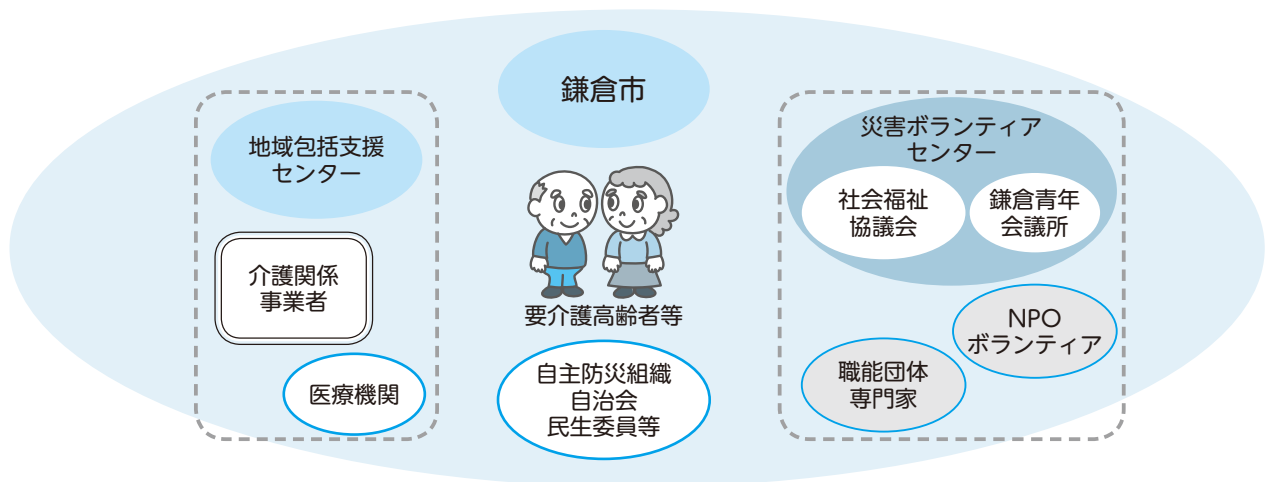 鎌倉市
地域包括支援
センター
介護関係
事業者
医療機関
要介護高齢者等
自主防災組織
自治会
民生委員等
災害ボランティア
センター
社会福祉
協議会
鎌倉青年
会議所
NPO
ボランティア
職能団体
専門家